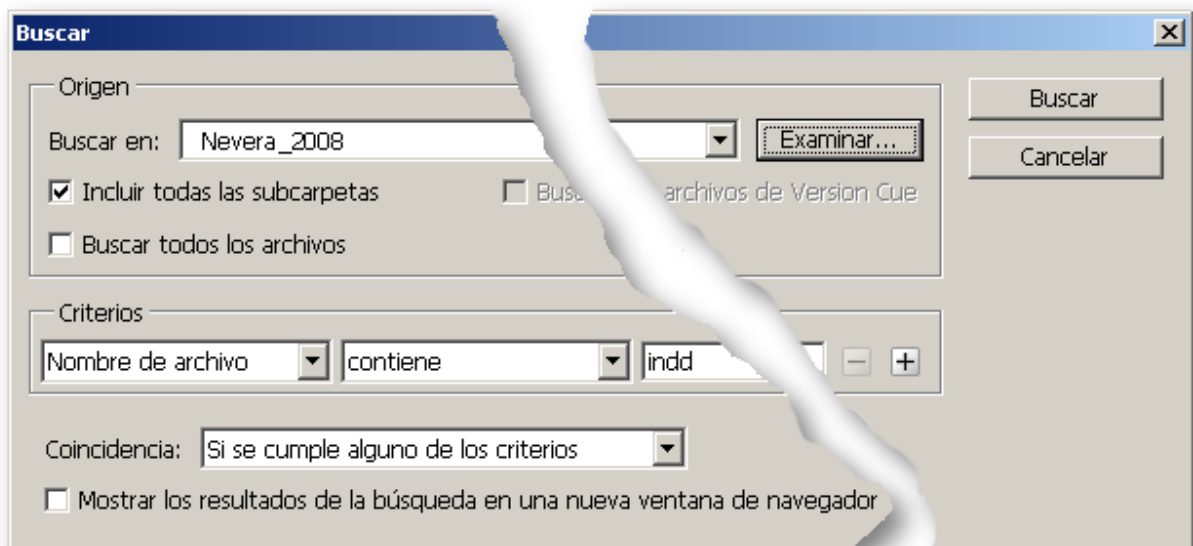 Buscar
Origen
Buscar
Buscar en: Nevera_2008 Examinar...
Cancelar
Incluir todas las subcarpetas archivos de Version Cue
Buscar todos los archivos
Criterios
Nombre de archivo contiene indd
Coincidencia: Si se cumple alguno de los criterios
Mostrar los resultados de la búsqueda en una nueva ventana de navegador